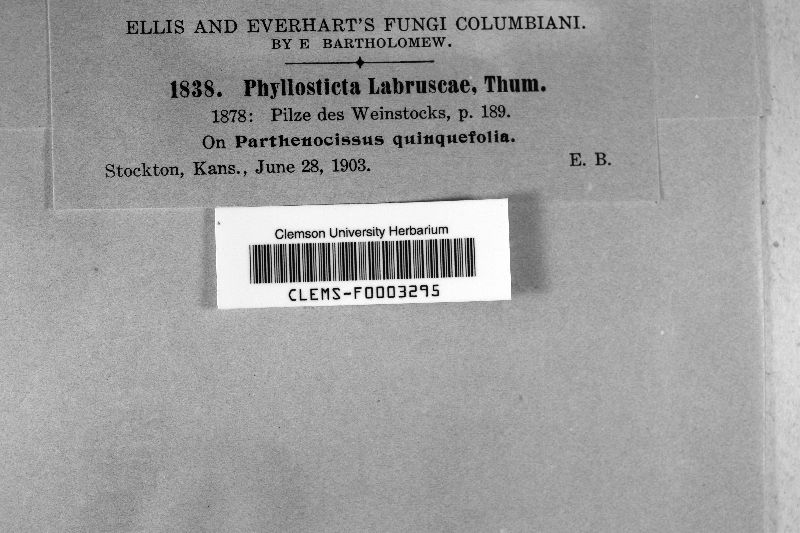 ELLIS AND EVERHART'S FUNGI COLUMBIANI.
BY E BARTHOLOMEW.
1838. Phyllosticta Labruscae, Thum.
1878: Pilze des Weinstocks, p. 189.
On Parthenocissus quinquefolia.
Stockton, Kans., June 28, 1903. E. B.
Clemson University Herbarium
CLEMS-F0003295